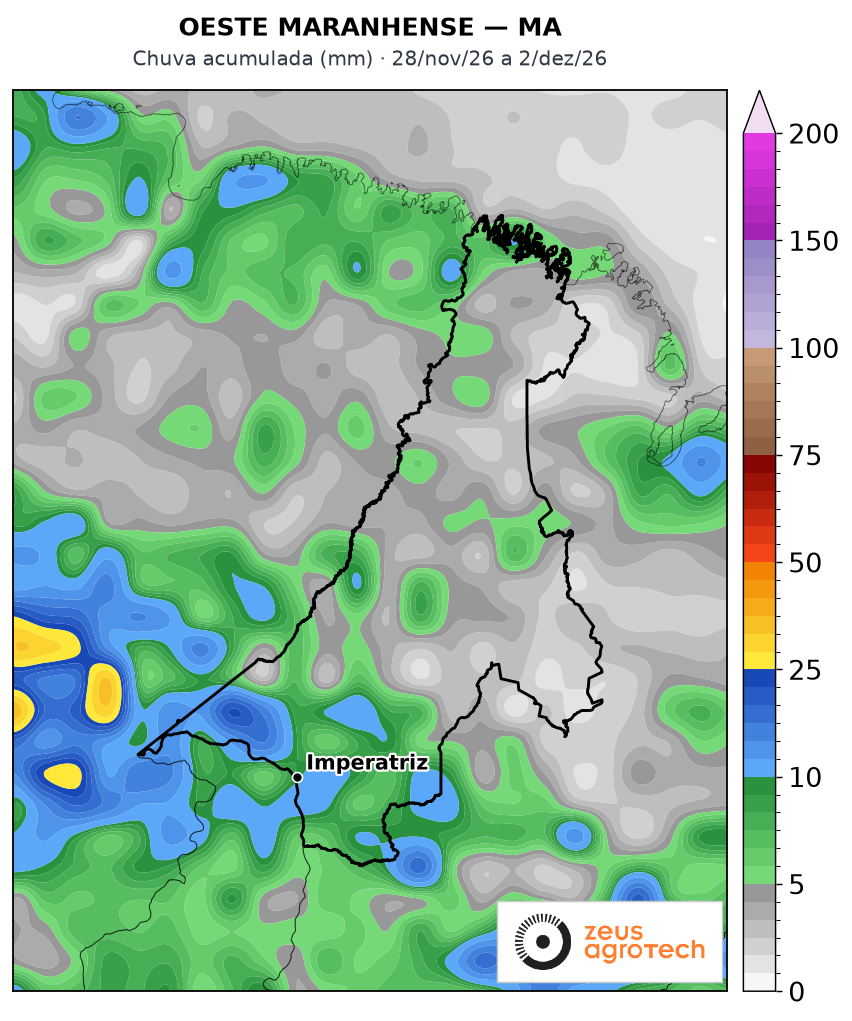 OESTE MARANHENSE — MA
Chuva acumulada (mm) · 28/nov/26 a 2/dez/26
200
150
100
75
50
25
10
5
0
Imperatriz
zeus
agrotech